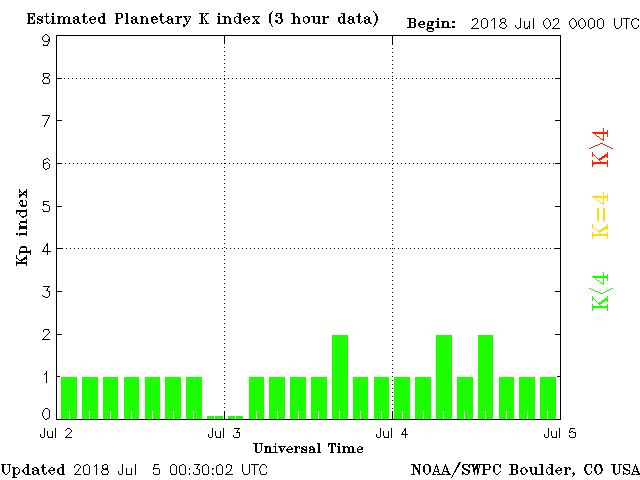 Estimated Planetary K index (3 hour data)
Begin: 2018 Jul 02 0000 UTC
9
8
7
6
5
4
3
2
1
0
Kp index
K>4
K=4
K<4
Jul 2
Jul 3
Jul 4
Jul 5
Universal Time
Updated 2018 Jul 5 00:30:02 UTC
NOAA/SWPC Boulder, CO USA